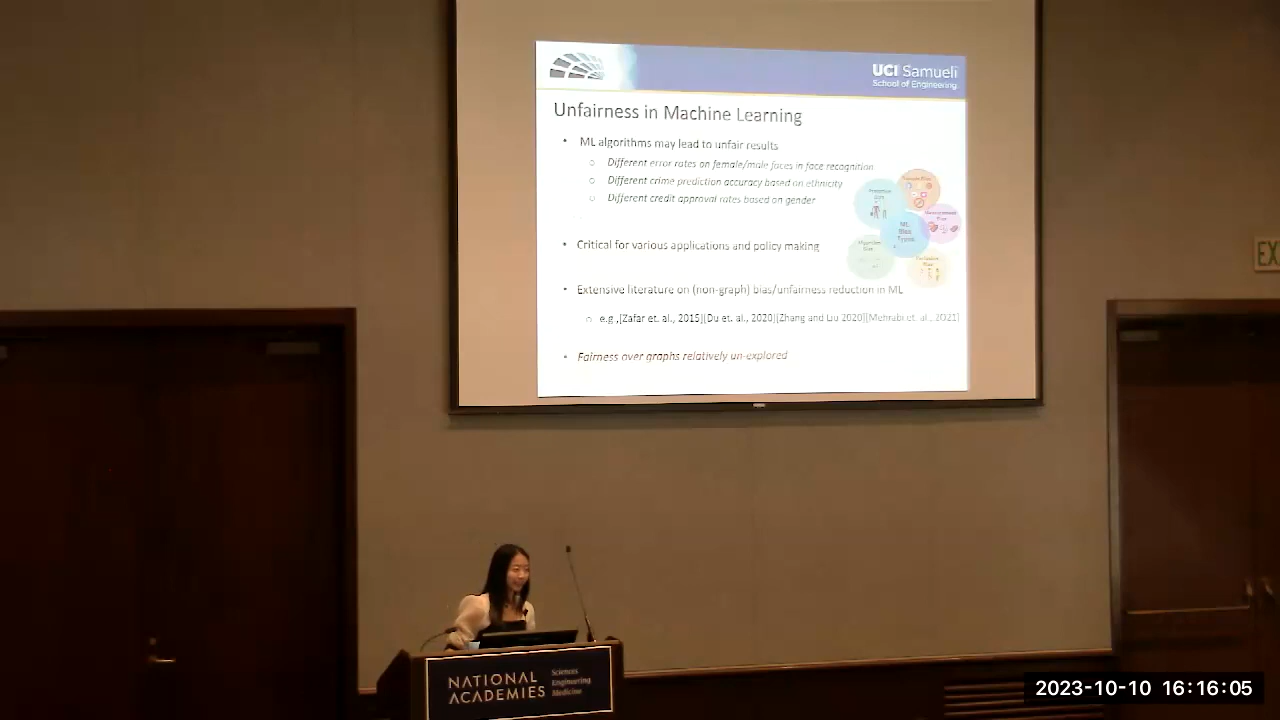 UCI Samueli
School of Engineering
Unfairness in Machine Learning
• ML algorithms may lead to unfair results
○ Different error rates on female/male faces in face recognition
○ Different crime prediction accuracy based on ethnicity
○ Different credit approval rates based on gender
• Critical for various applications and policy making
• Extensive literature on (non-graph) bias/unfairness reduction in ML
○ e.g.,[Zafar et. al., 2015][Du et. al., 2020][Zhang and Liu 2020][Mehrabi et. al., 2021]
• Fairness over graphs relatively un-explored
ML
Bias
Types
EX
NATIONAL
ACADEMIES
Sciences
Engineering
Medicine
2023-10-10 16:16:05